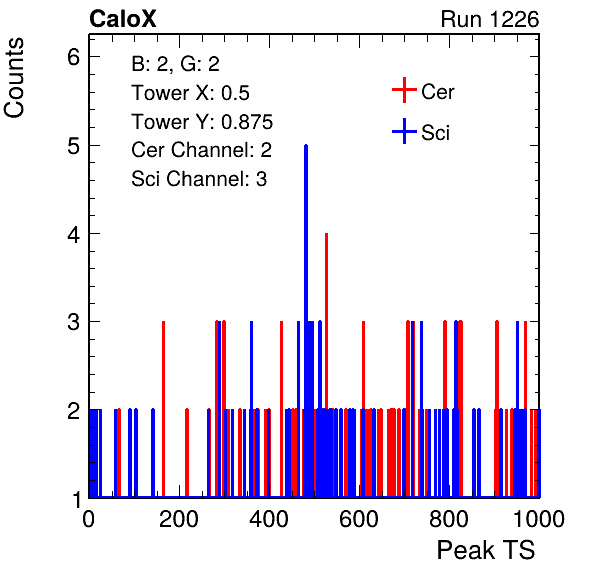 CaloX Run 1226
Counts
B: 2, G: 2
Tower X: 0.5
Tower Y: 0.875
Cer Channel: 2
Sci Channel: 3
Cer
Sci
6
5
4
3
2
1
0 200 400 600 800 1000
Peak TS